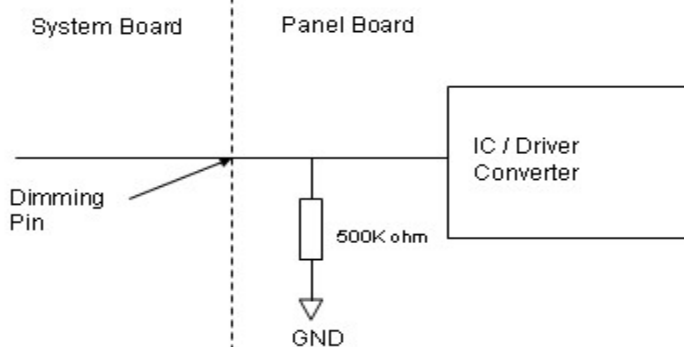 System Board
Panel Board
IC / Driver
Converter
Dimming
Pin
500K ohm
GND